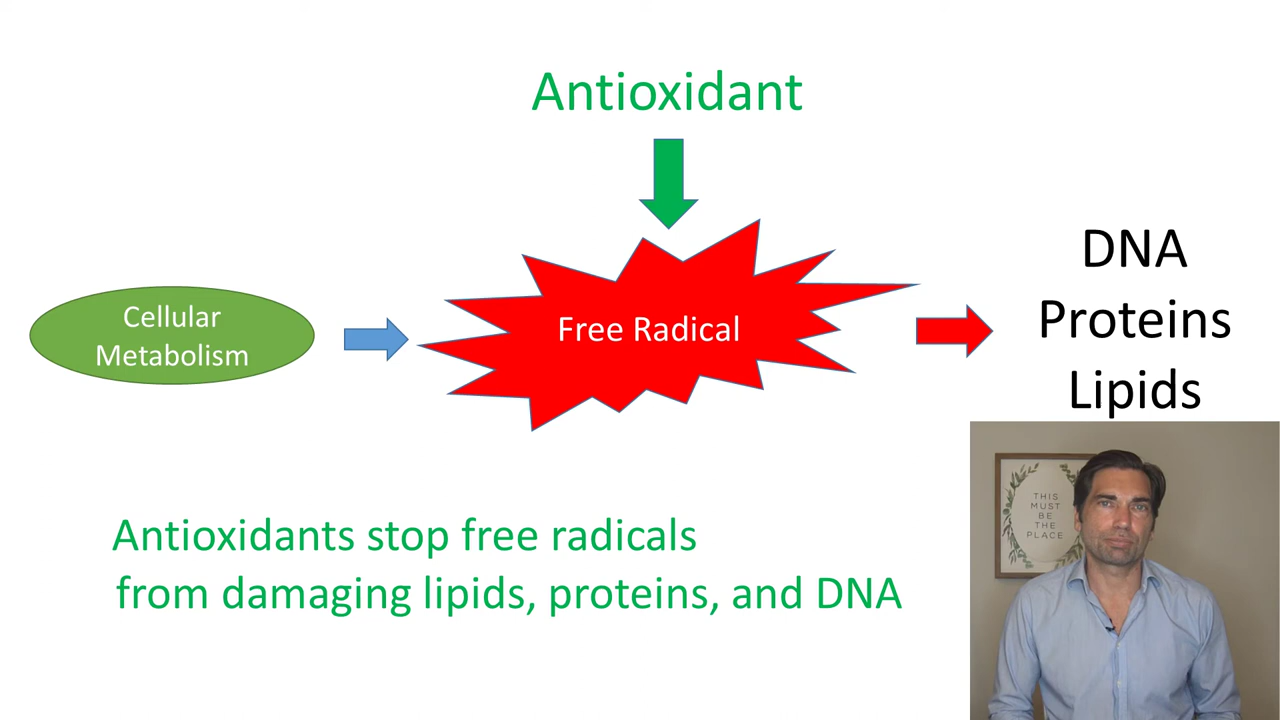 Antioxidant
Cellular
Metabolism
Free Radical
DNA
Proteins
Lipids
Antioxidants stop free radicals
from damaging lipids, proteins, and DNA
THIS
MUST
BE
THE
PLACE